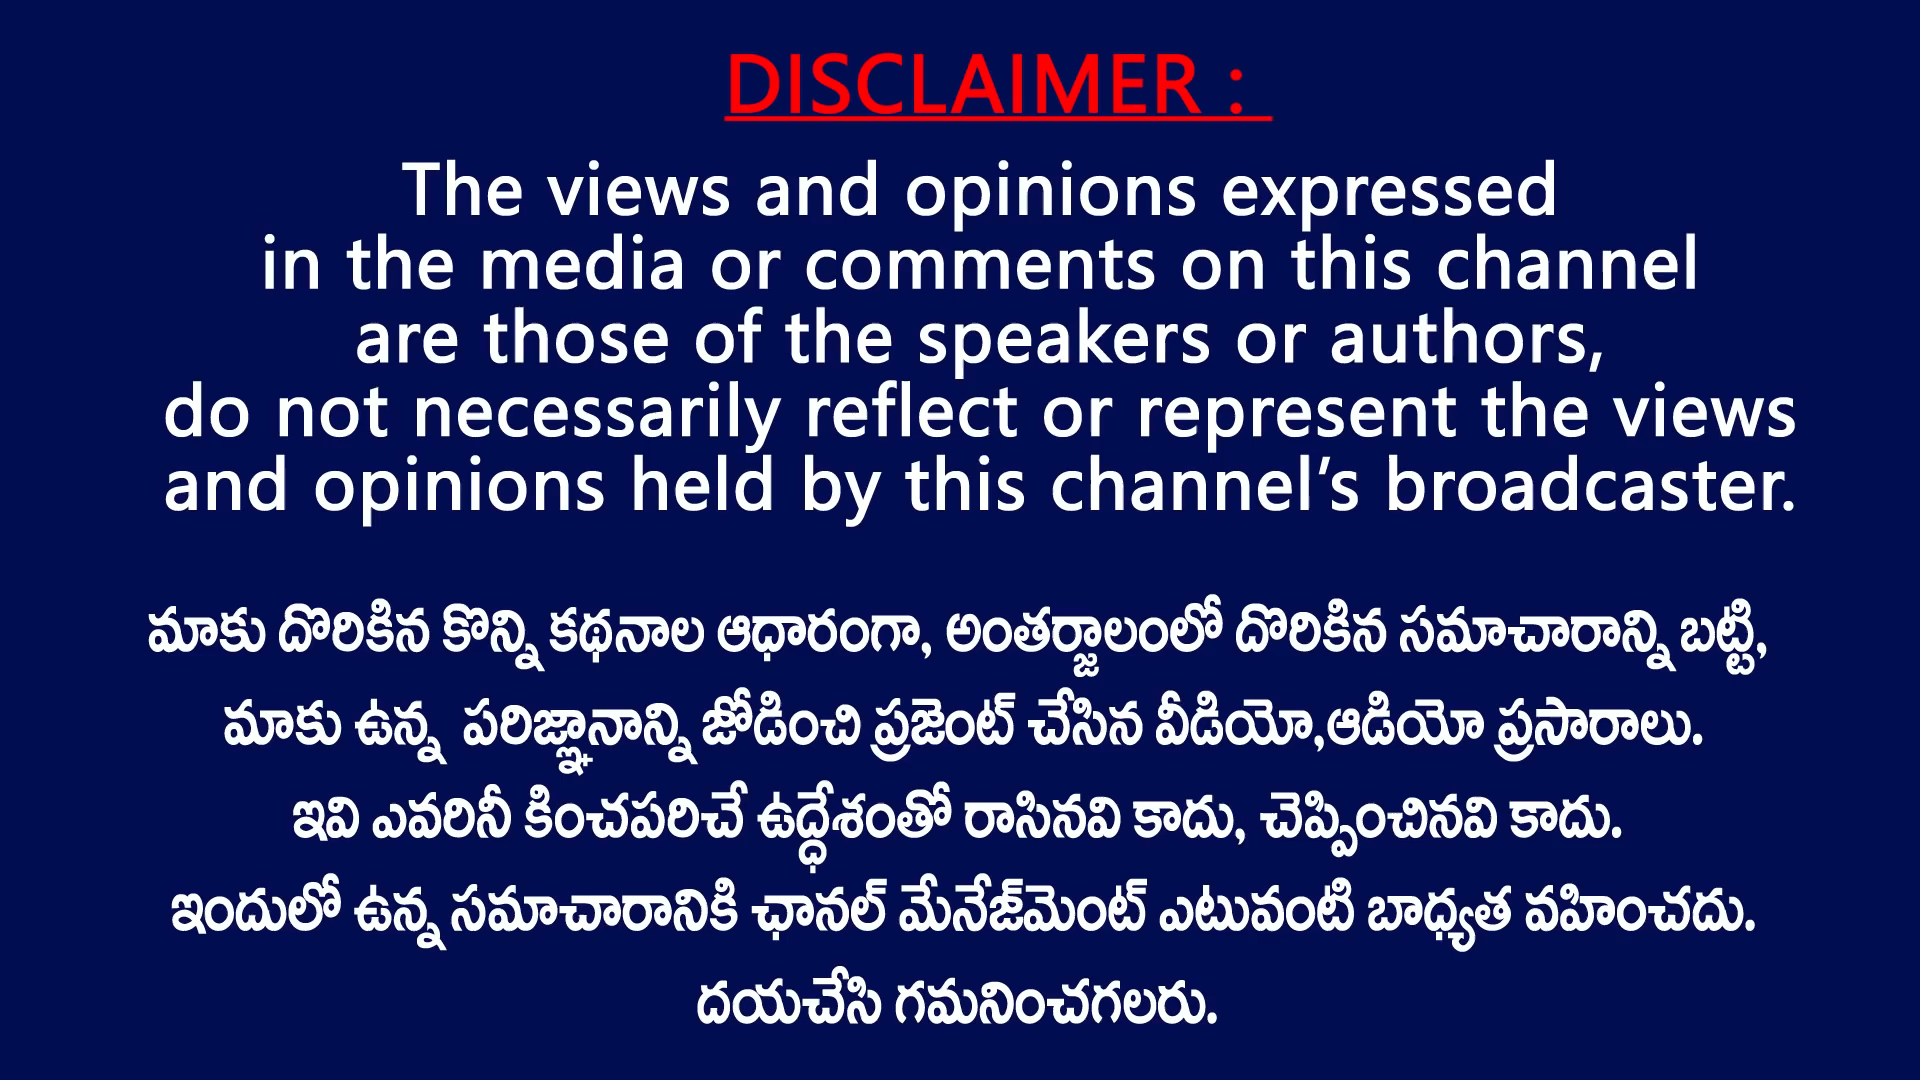 DISCLAIMER :
The views and opinions expressed
in the media or comments on this channel
are those of the speakers or authors,
do not necessarily reflect or represent the views
and opinions held by this channel’s broadcaster.
మాకు దొరికిన కొన్ని కథనాల ఆధారంగా, అంతర్జాలంలో దొరికిన సమాచారాన్ని బట్టి,
మాకు ఉన్న పరిజ్ఞానాన్ని జోడించి ప్రజెంట్ చేసిన వీడియో,ఆడియో ప్రసారాలు.
ఇవి ఎవరినీ కించపరిచే ఉద్ధేశంతో రాసినవి కాదు, చెప్పించినవి కాదు.
ఇందులో ఉన్న సమాచారానికి ఛానల్ మేనేజ్‌మెంట్ ఎటువంటి బాధ్యత వహించదు.
దయచేసి గమనించగలరు.